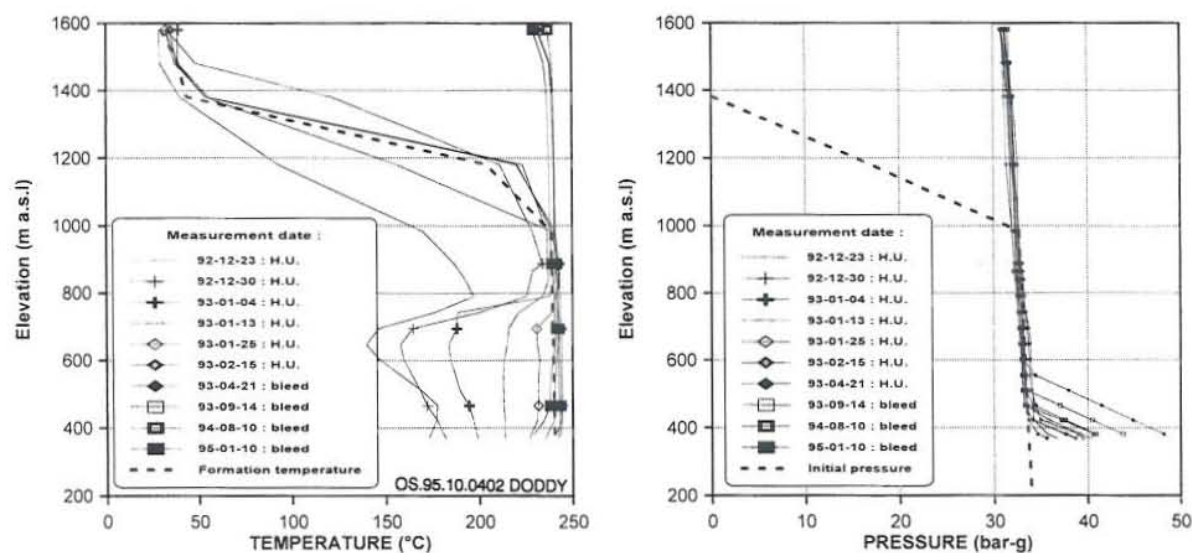 1600
1400
1200
1000
800
600
400
200
Elevation (m a.s.l)
Measurement date :
92-12-23 : H.U.
92-12-30 : H.U.
93-01-04 : H.U.
93-01-13 : H.U.
93-01-25 : H.U.
93-02-15 : H.U.
93-04-21 : bleed
93-09-14 : bleed
94-08-10 : bleed
95-01-10 : bleed
Formation temperature
OS.95.10.0402 DODDY
0 50 100 150 200 250
TEMPERATURE (°C)
1600
1400
1200
1000
800
600
400
200
Elevation (m a.s.l)
Measurement date :
92-12-23 : H.U.
92-12-30 : H.U.
93-01-04 : H.U.
93-01-13 : H.U.
93-01-25 : H.U.
93-02-15 : H.U.
93-04-21 : H.U.
93-09-14 : bleed
94-08-10 : bleed
95-01-10 : bleed
Initial pressure
0 10 20 30 40 50
PRESSURE (bar-g)